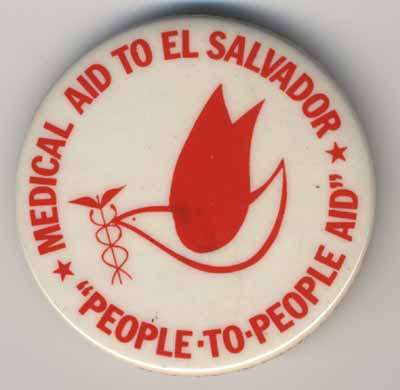 MEDICAL AID TO EL SALVADOR
"PEOPLE-TO-PEOPLE AID"